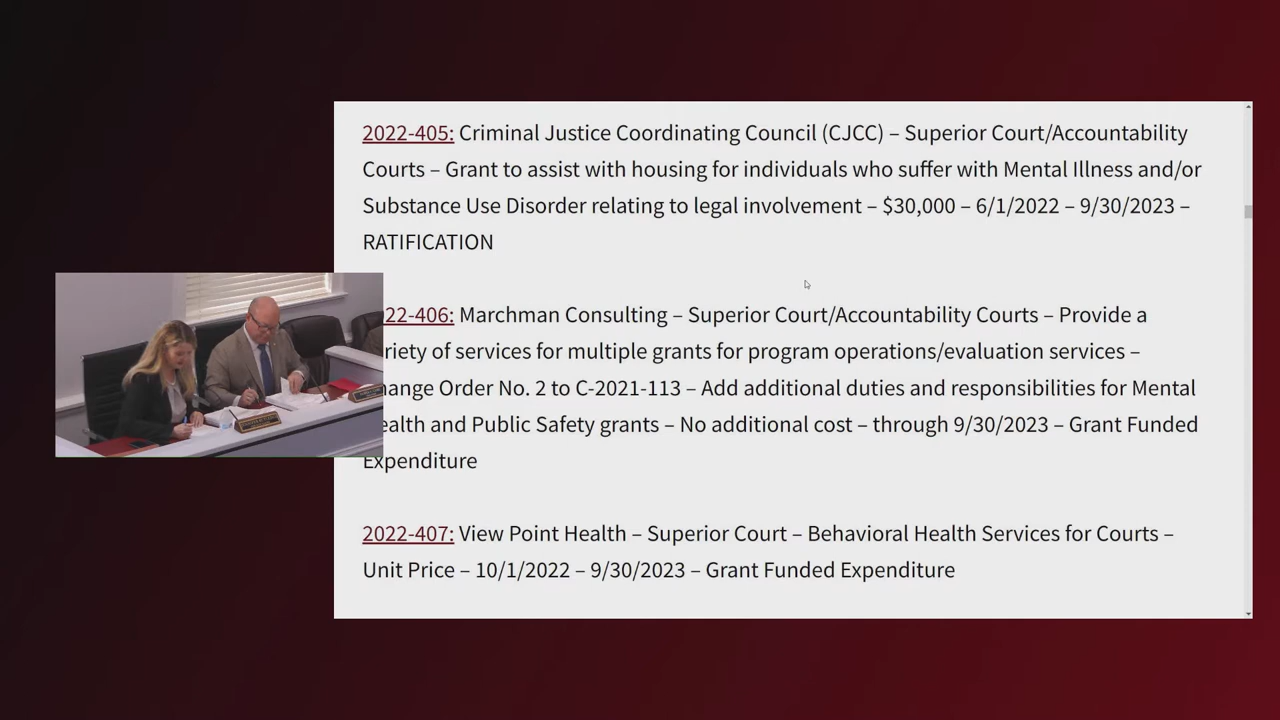 2022-405: Criminal Justice Coordinating Council (CJCC) – Superior Court/Accountability
Courts – Grant to assist with housing for individuals who suffer with Mental Illness and/or
Substance Use Disorder relating to legal involvement – $30,000 – 6/1/2022 – 9/30/2023 –
RATIFICATION
22-406: Marchman Consulting – Superior Court/Accountability Courts – Provide a
riety of services for multiple grants for program operations/evaluation services –
hange Order No. 2 to C-2021-113 – Add additional duties and responsibilities for Mental
ealth and Public Safety grants – No additional cost – through 9/30/2023 – Grant Funded
Expenditure
2022-407: View Point Health – Superior Court – Behavioral Health Services for Courts –
Unit Price – 10/1/2022 – 9/30/2023 – Grant Funded Expenditure